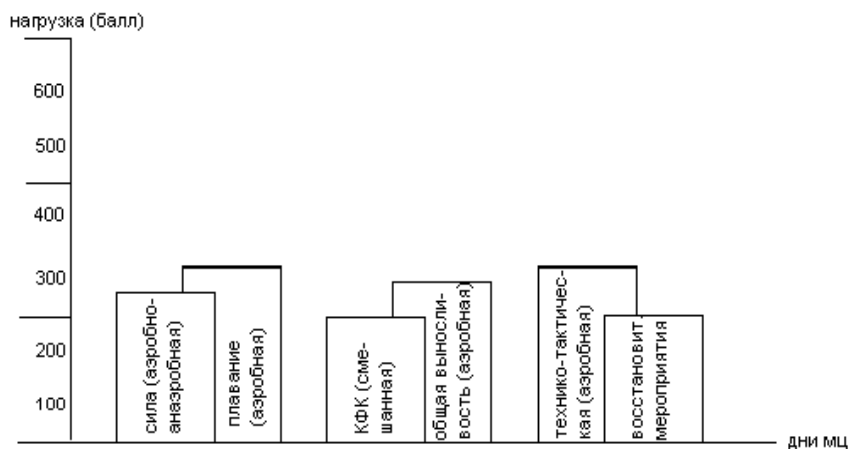 нагрузка (балл)
600
500
400
300
200
100
сила (аэробно-
анаэробная)
плавание
(аэробная)
КФК (сме-
шанная)
общая выносли-
вость (аэробная)
технико-тактичес-
кая (аэробная)
восстановит.
мероприятия
дни мц